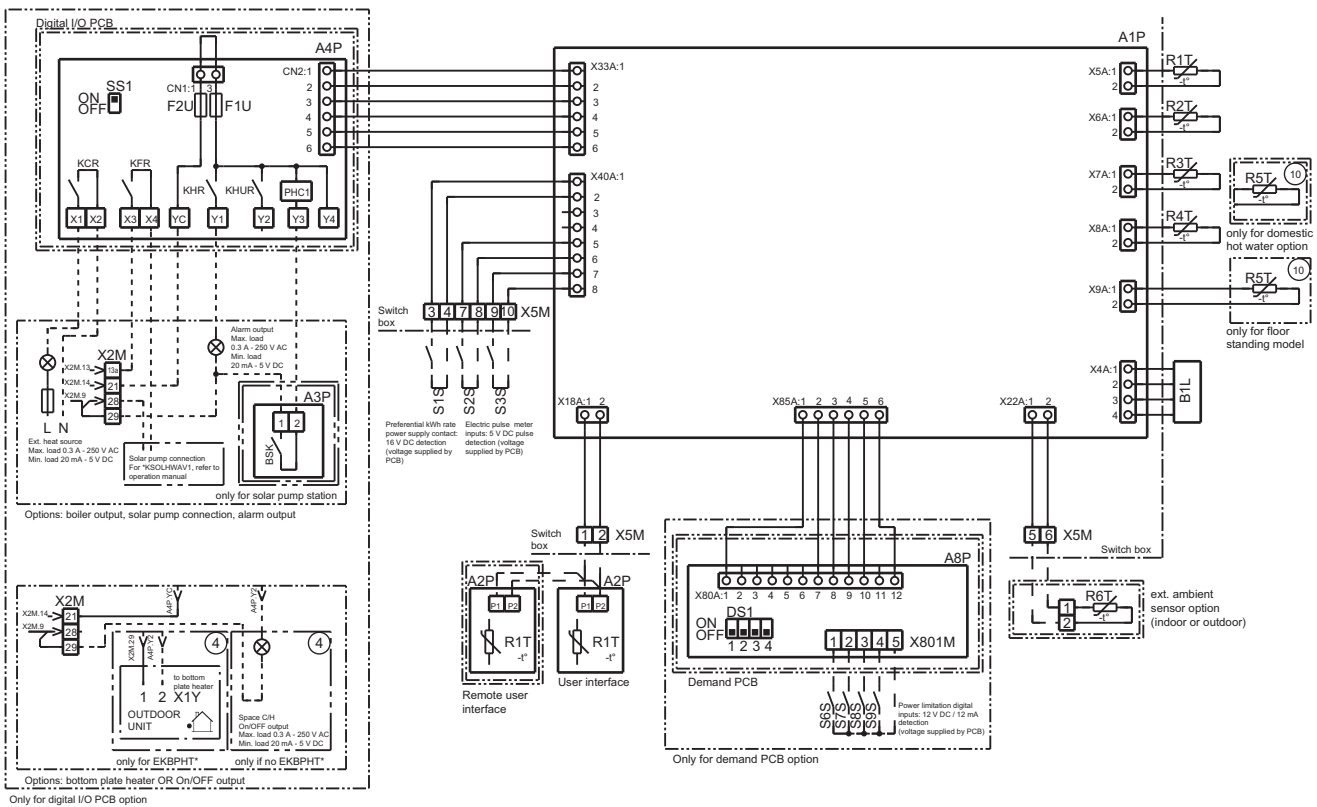 Digital I/O PCB
A4P
SS1
ON
OFF
CN1:1 3
F2U F1U
CN2:1
2
3
4
5
6
KCR KFR KHR KHUR PHC1
X1 X2 X3 X4 YC Y1 Y2 Y3 Y4
X2M
X2M.13 13a
X2M.14 21
X2M.9 28
29
L N
Ext. heat source
Max. load 0.3 A - 250 V AC
Min. load 20 mA - 5 V DC
Alarm output
Max. load
0.3 A - 250 V AC
Min. load
20 mA - 5 V DC
Solar pump connection
For *KSOLHWAV1, refer to
operation manual
A3P
1 2
BSK
only for solar pump station
Options: boiler output, solar pump connection, alarm output
X2M
X2M.14 21
X2M.9 28
29
A4P.YC
A4P.Y2
X2M.29
A4P.Y2
4
4
to bottom
plate heater
1 2 X1Y
OUTDOOR
UNIT
Space C/H
On/OFF output
Max. load 0.3 A - 250 V AC
Min. load 20 mA - 5 V DC
only for EKBPHT*
only if no EKBPHT*
Options: bottom plate heater OR On/OFF output
Only for digital I/O PCB option
A1P
X33A:1
2
3
4
5
6
X40A:1
2
3
4
5
6
7
8
Switch
box
3 4 7 8 9 10 X5M
S1S
S2S
S3S
Preferential kWh rate
power supply contact:
16 V DC detection
(voltage supplied by
PCB)
Electric pulse meter
inputs: 5 V DC pulse
detection (voltage
supplied by PCB)
X18A:1 2
X85A:1 2 3 4 5 6
X22A:1 2
Switch
box
1 2 X5M
A2P
P1 P2
R1T
-t°
Remote user
interface
A2P
P1 P2
R1T
-t°
User interface
A8P
X80A:1 2 3 4 5 6 7 8 9 10 11 12
DS1
ON
OFF
1 2 3 4
1 2 3 4 5 X801M
Demand PCB
S6S
S7S
S8S
S9S
Power limitation digital
inputs: 12 V DC / 12 mA
detection
(voltage supplied by PCB)
Only for demand PCB option
5 6 X5M
Switch box
1
2
R6T
-t°
ext. ambient
sensor option
(indoor or outdoor)
X5A:1
2
R1T
-t°
X6A:1
2
R2T
-t°
X7A:1
2
R3T
-t°
X8A:1
2
R4T
-t°
X9A:1
2
X4A:1
2
3
4
B1L
10
R5T
-t°
only for domestic
hot water option
10
R5T
-t°
only for floor
standing model